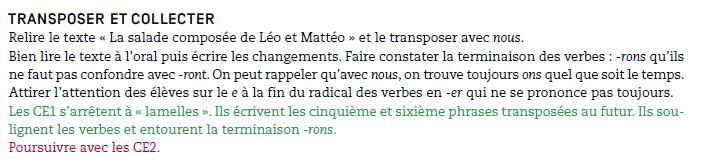 TRANSPOSER ET COLLECTER
Relire le texte « La salade composée de Léo et Mattéo » et le transposer avec nous.
Bien lire le texte à l'oral puis écrire les changements. Faire constater la terminaison des verbes : -rons qu'ils
ne faut pas confondre avec -ront. On peut rappeler qu'avec nous, on trouve toujours ons quel que soit le temps.
Attirer l'attention des élèves sur le e à la fin du radical des verbes en -er qui ne se prononce pas toujours.
Les CE1 s'arrêtent à « lamelles ». Ils écrivent les cinquième et sixième phrases transposées au futur. Ils sou-
lignent les verbes et entourent la terminaison -rons.
Poursuivre avec les CE2.